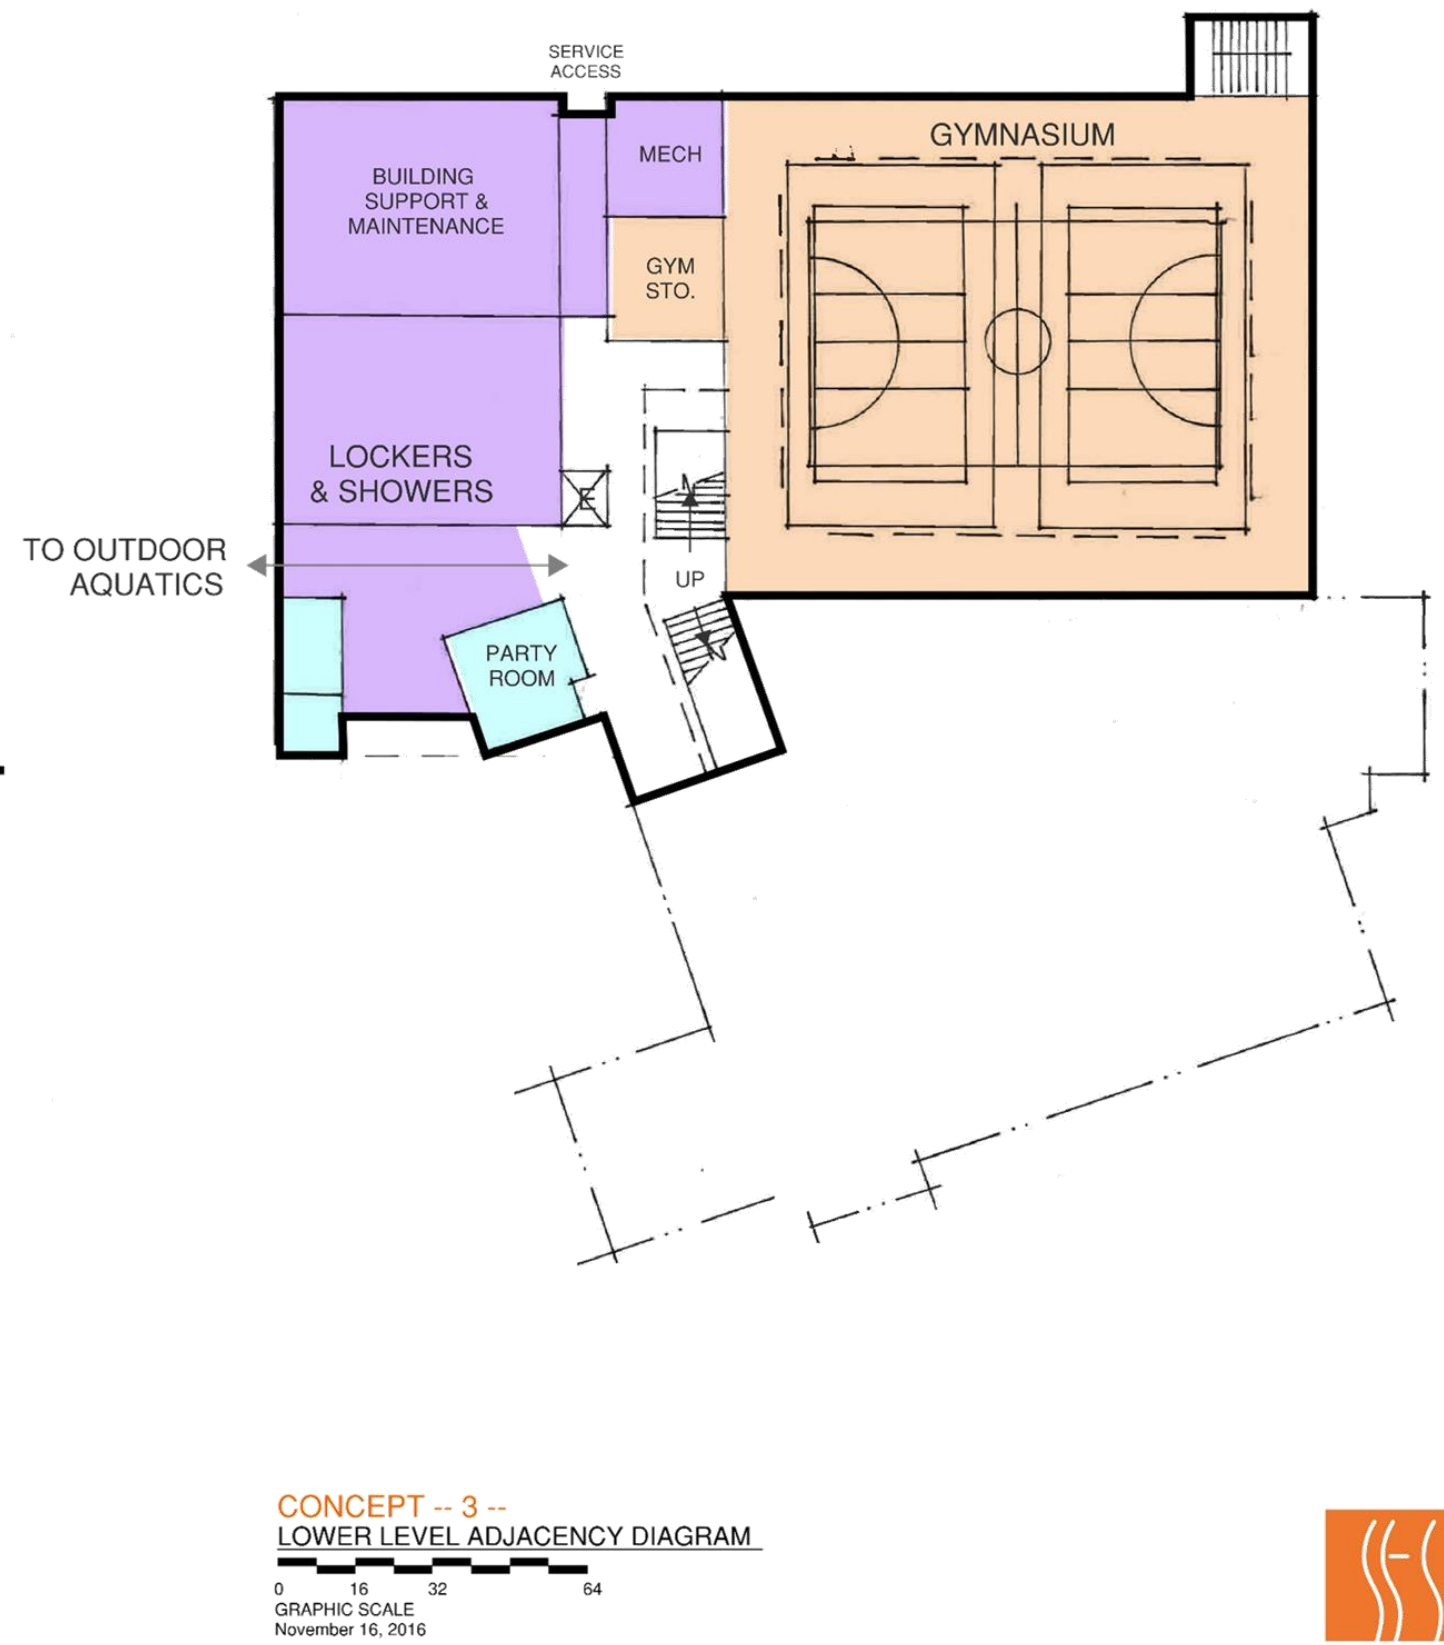 SERVICE
ACCESS
GYMNASIUM
MECH
BUILDING
SUPPORT &
MAINTENANCE
GYM
STO.
LOCKERS
& SHOWERS
E
TO OUTDOOR
AQUATICS
UP
PARTY
ROOM
CONCEPT -- 3 --
LOWER LEVEL ADJACENCY DIAGRAM
0 16 32 64
GRAPHIC SCALE
November 16, 2016